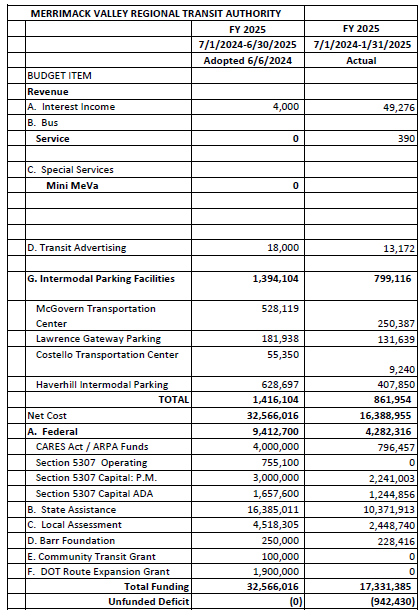 MERRIMACK VALLEY REGIONAL TRANSIT AUTHORITY
FY 2025 FY 2025
7/1/2024-6/30/2025 7/1/2024-1/31/2025
Adopted 6/6/2024 Actual
BUDGET ITEM
Revenue
A. Interest Income 4,000 49,276
B. Bus
Service 0 390
C. Special Services
Mini MeVa 0
D. Transit Advertising 18,000 13,172
G. Intermodal Parking Facilities 1,394,104 799,116
McGovern Transportation 528,119
Center 250,387
Lawrence Gateway Parking 181,938 131,639
Costello Transportation Center 55,350
9,240
Haverhill Intermodal Parking 628,697 407,850
TOTAL 1,416,104 861,954
Net Cost 32,566,016 16,388,955
A. Federal 9,412,700 4,282,316
CARES Act / ARPA Funds 4,000,000 796,457
Section 5307 Operating 755,100 0
Section 5307 Capital: P.M. 3,000,000 2,241,003
Section 5307 Capital ADA 1,657,600 1,244,856
B. State Assistance 16,385,011 10,371,913
C. Local Assessment 4,518,305 2,448,740
D. Barr Foundation 250,000 228,416
E. Community Transit Grant 100,000 0
F. DOT Route Expansion Grant 1,900,000 0
Total Funding 32,566,016 17,331,385
Unfunded Deficit (0) (942,430)